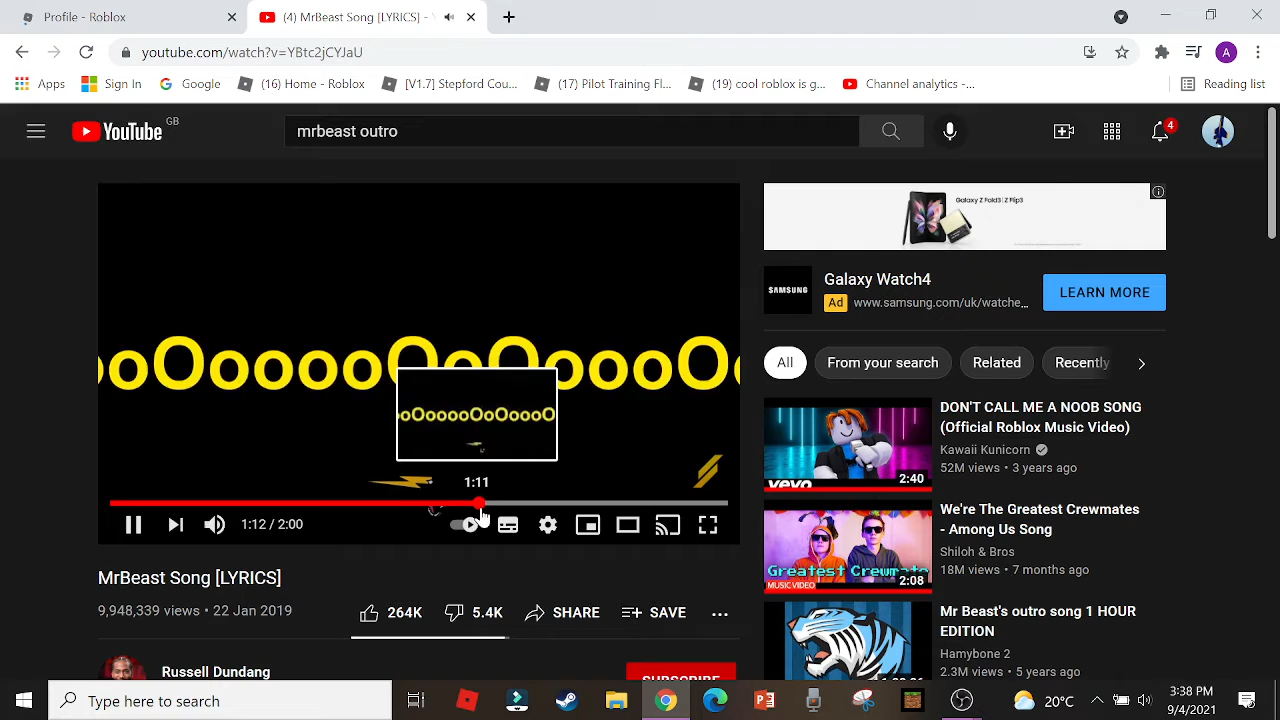 Profile - Roblox
(4) MrBeast Song [LYRICS] -
youtube.com/watch?v=YBtc2jCYJaU
A
Apps
Sign In
Google
(16) Home - Roblox
[V1.7] Stepford Cou...
(17) Pilot Training Fl...
(19) cool roblox is g...
Channel analytics -...
Reading list
YouTube GB
mrbeast outro
4
ooOoooooOoOooooOo
ooOoooooOoOoooO
1:11
1:12 / 2:00
MrBeast Song [LYRICS]
9,948,339 views • 22 Jan 2019
264K
5.4K
SHARE
SAVE
Russell Dundang
SUBSCRIBE
Galaxy Z Fold3 | Z Flip3
SAMSUNG
Galaxy Watch4
Ad www.samsung.com/uk/watche...
LEARN MORE
All
From your search
Related
Recently
vevo
2:40
DON'T CALL ME A NOOB SONG
(Official Roblox Music Video)
Kawaii Kunicorn
52M views • 3 years ago
Greatest Crewmate
MUSIC VIDEO
2:08
We're The Greatest Crewmates
- Among Us Song
Shiloh & Bros
18M views • 7 months ago
Mr Beast's outro song 1 HOUR
EDITION
Hamybone 2
2.3M views • 5 years ago
Type here to search
20°C
3:38 PM
9/4/2021